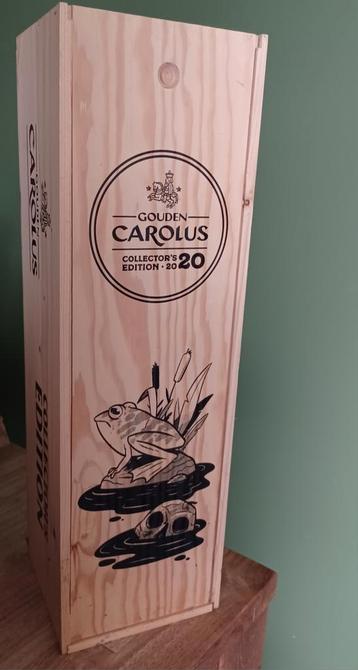 GOUDEN
CAROLUS
COLLECTOR'S
EDITION · 2020
CAROLUS
EDITION